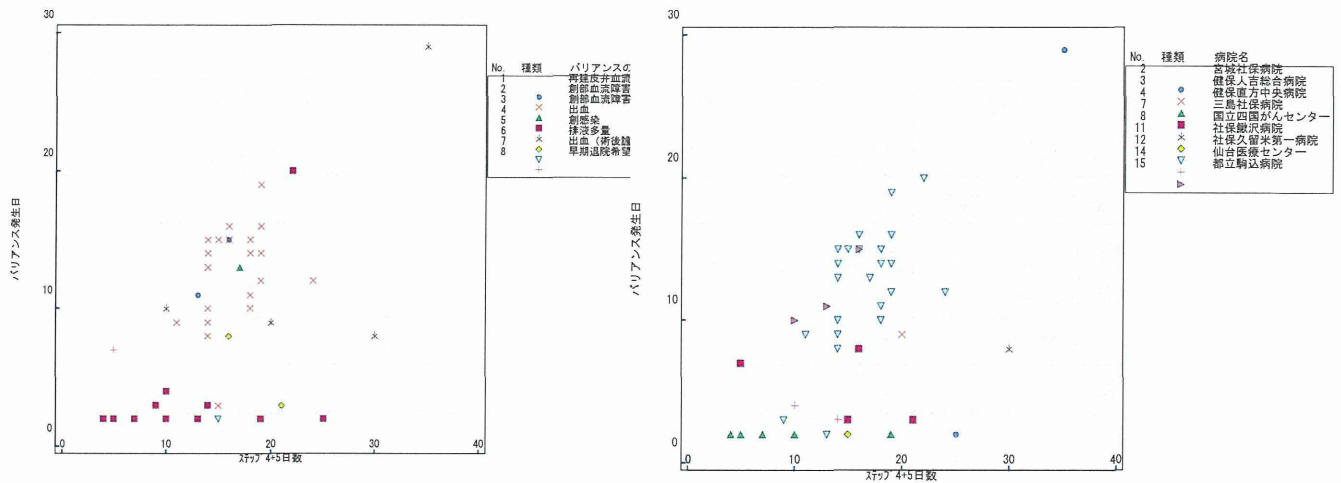 30
20
10
0
0
10
20
30
40
バリアンス発生日
ステップ 4+5日数
No. 種類 バリアンスの
1 再建皮弁血流
2 創部血流障害
3 創部血流障害
4 出血
5 創感染
6 排液多量
7 出血（術後
8 早期退院希望
30
20
10
0
0
10
20
30
40
バリアンス発生日
ステップ 4+5日数
No. 種類 病院名
2 宮城社保病院
3 健保人吉総合病院
4 健保直方中央病院
7 三島社保病院
8 国立四国がんセンター
11 社保鰍沢病院
12 社保久留米第一病院
14 仙台医療センター
15 都立駒込病院